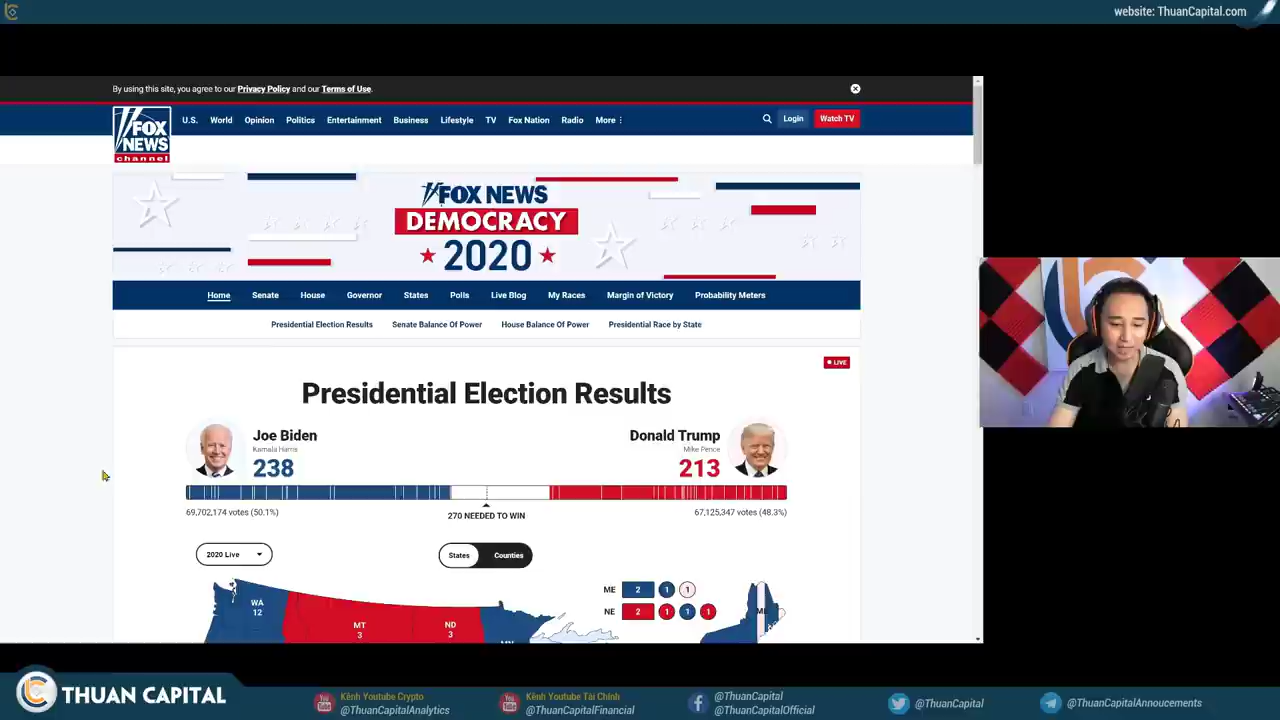 website: ThuanCapital.com
By using this site, you agree to our Privacy Policy and our Terms of Use.
FOX NEWS channel
U.S. World Opinion Politics Entertainment Business Lifestyle TV Fox Nation Radio More
Login Watch TV
FOX NEWS
DEMOCRACY
2020
Home Senate House Governor States Polls Live Blog My Races Margin of Victory Probability Meters
Presidential Election Results Senate Balance Of Power House Balance Of Power Presidential Race by State
LIVE
Presidential Election Results
Joe Biden
Kamala Harris
238
Donald Trump
Mike Pence
213
69,702,174 votes (50.1%)
270 NEEDED TO WIN
67,125,347 votes (48.3%)
2020 Live
States Counties
ME 2 1 1
NE 2 1 1 1
WA
12
MT
3
ND
3
THUAN CAPITAL
Kênh Youtube Crypto
@ThuanCapitalAnalytics
Kênh Youtube Tài Chính
@ThuanCapitalFinancial
@ThuanCapital
@ThuanCapitalOfficial
@ThuanCapital
@ThuanCapitalAnnoucements